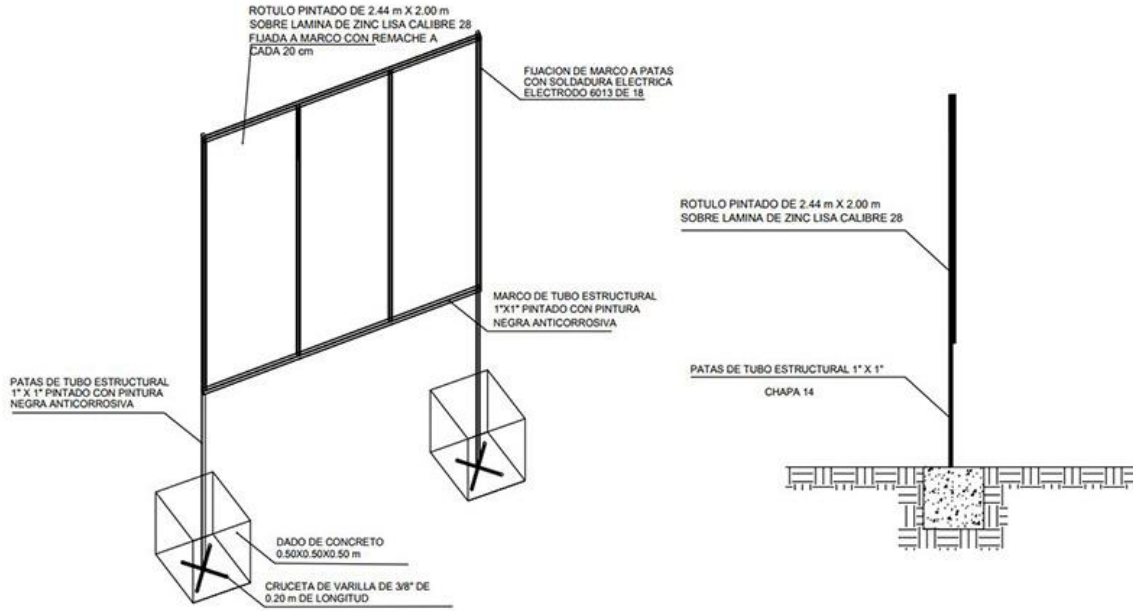 ROTULO PINTADO DE 2.44 m X 2.00 m
SOBRE LAMINA DE ZINC LISA CALIBRE 28
FIJADA A MARCO CON REMACHE A
CADA 20 cm
FIJACION DE MARCO A PATAS
CON SOLDADURA ELECTRICA
ELECTRODO 6013 DE 18
MARCO DE TUBO ESTRUCTURAL
1"X1" PINTADO CON PINTURA
NEGRA ANTICORROSIVA
PATAS DE TUBO ESTRUCTURAL
1" X 1" PINTADO CON PINTURA
NEGRA ANTICORROSIVA
DADO DE CONCRETO
0.50X0.50X0.50 m
CRUCETA DE VARILLA DE 3/8" DE
0.20 m DE LONGITUD
ROTULO PINTADO DE 2.44 m X 2.00 m
SOBRE LAMINA DE ZINC LISA CALIBRE 28
PATAS DE TUBO ESTRUCTURAL 1" X 1"
CHAPA 14